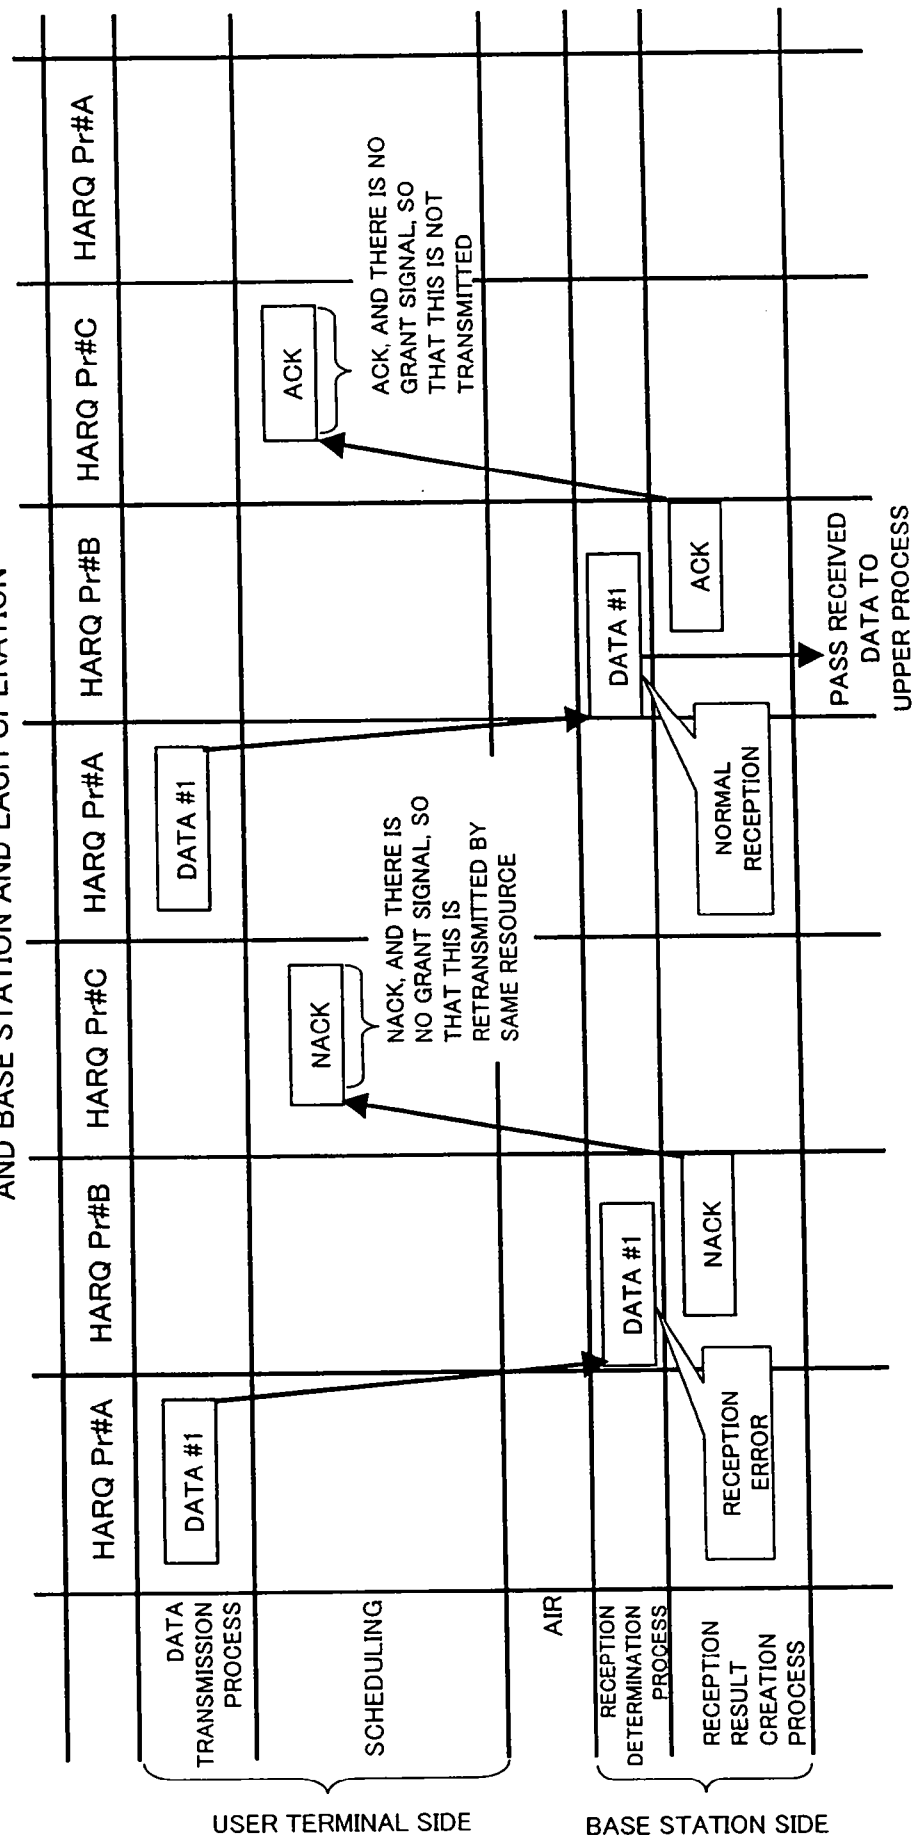 AND BASE STATION AND EACH OPERATION
HARQ Pr#A
HARQ Pr#B
HARQ Pr#C
HARQ Pr#A
HARQ Pr#B
HARQ Pr#C
HARQ Pr#A
DATA
TRANSMISSION
PROCESS
DATA #1
DATA #1
SCHEDULING
NACK
NACK, AND THERE IS
NO GRANT SIGNAL, SO
THAT THIS IS
RETRANSMITTED BY
SAME RESOURCE
ACK
ACK, AND THERE IS NO
GRANT SIGNAL, SO
THAT THIS IS NOT
TRANSMITTED
AIR
RECEPTION
DETERMINATION
PROCESS
DATA #1
DATA #1
RECEPTION
RESULT
CREATION
PROCESS
RECEPTION
ERROR
NACK
NORMAL
RECEPTION
ACK
PASS RECEIVED
DATA TO
UPPER PROCESS
USER TERMINAL SIDE
BASE STATION SIDE